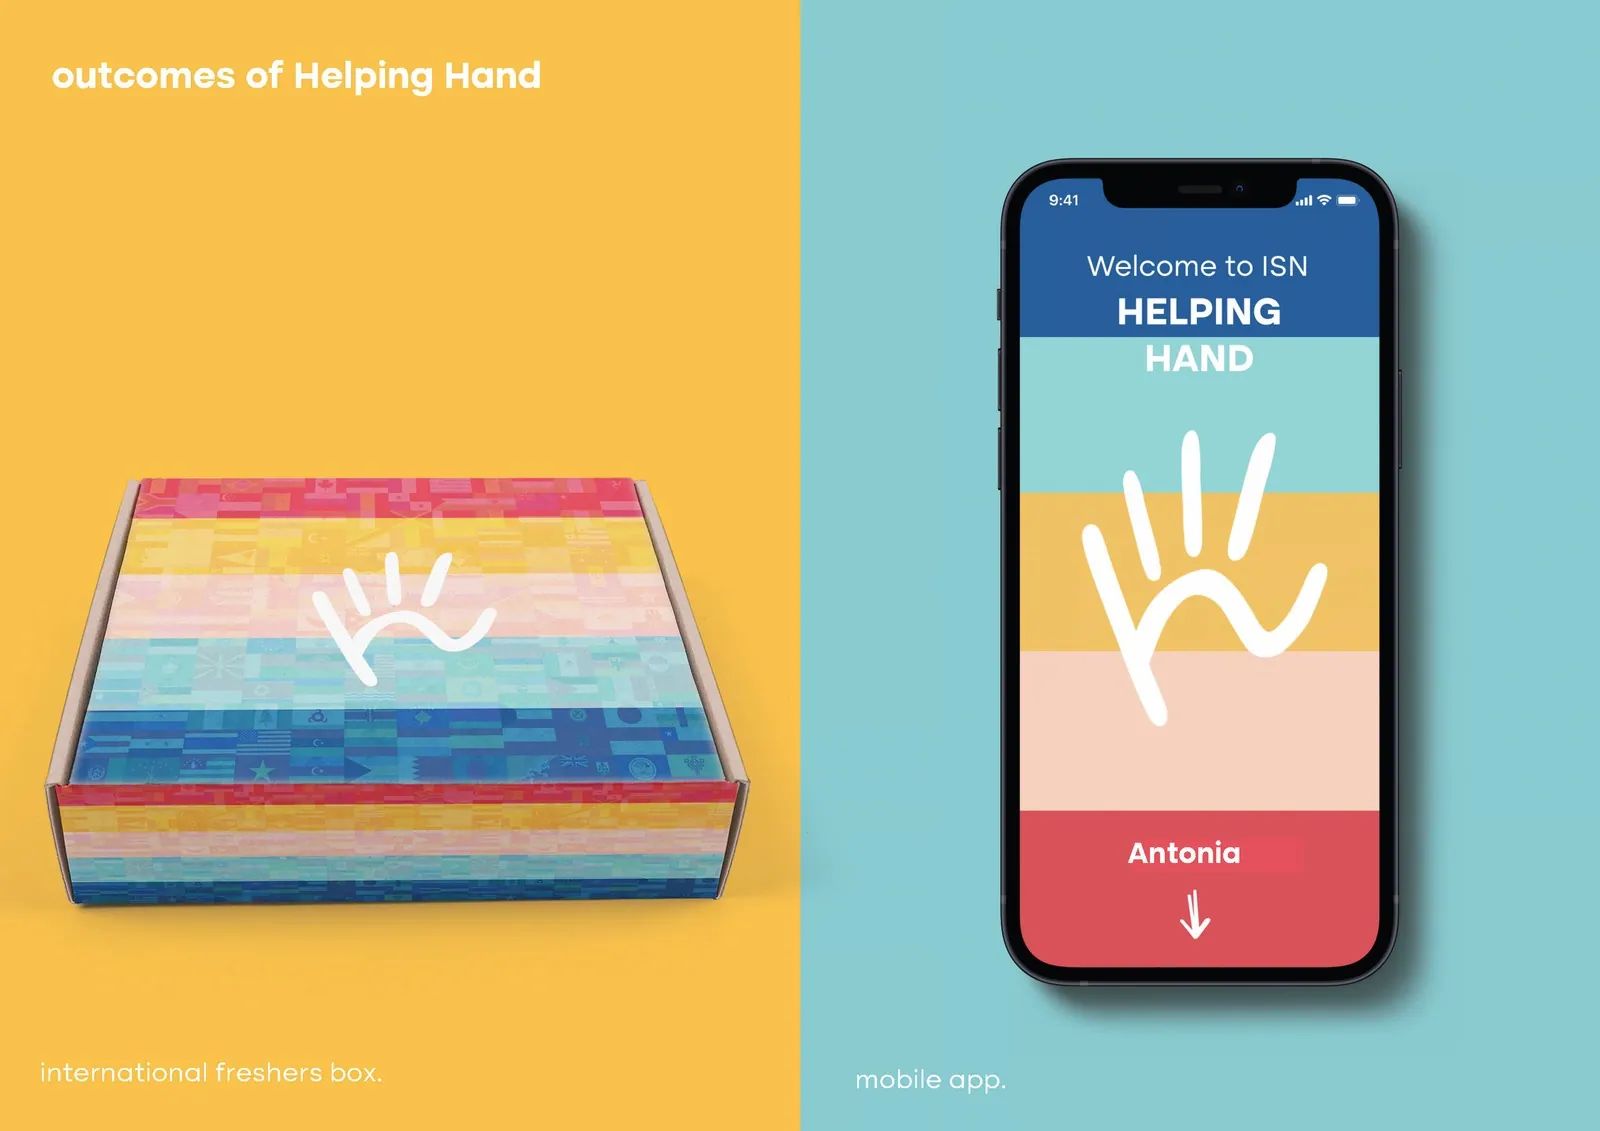 outcomes of Helping Hand
international freshers box.
9:41
Welcome to ISN
HELPING
HAND
Antonia
mobile app.